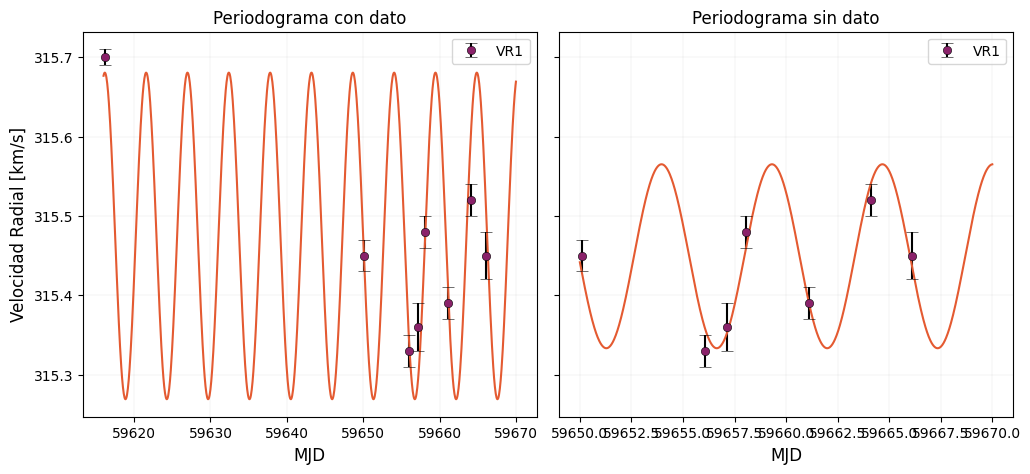 Periodograma con dato
Periodograma sin dato
VR1
VR1
315.7
315.6
315.5
315.4
315.3
Velocidad Radial [km/s]
59620 59630 59640 59650 59660 59670
59650.0 59652.5 59655.0 59657.5 59660.0 59662.5 59665.0 59667.5 59670.0
MJD
MJD